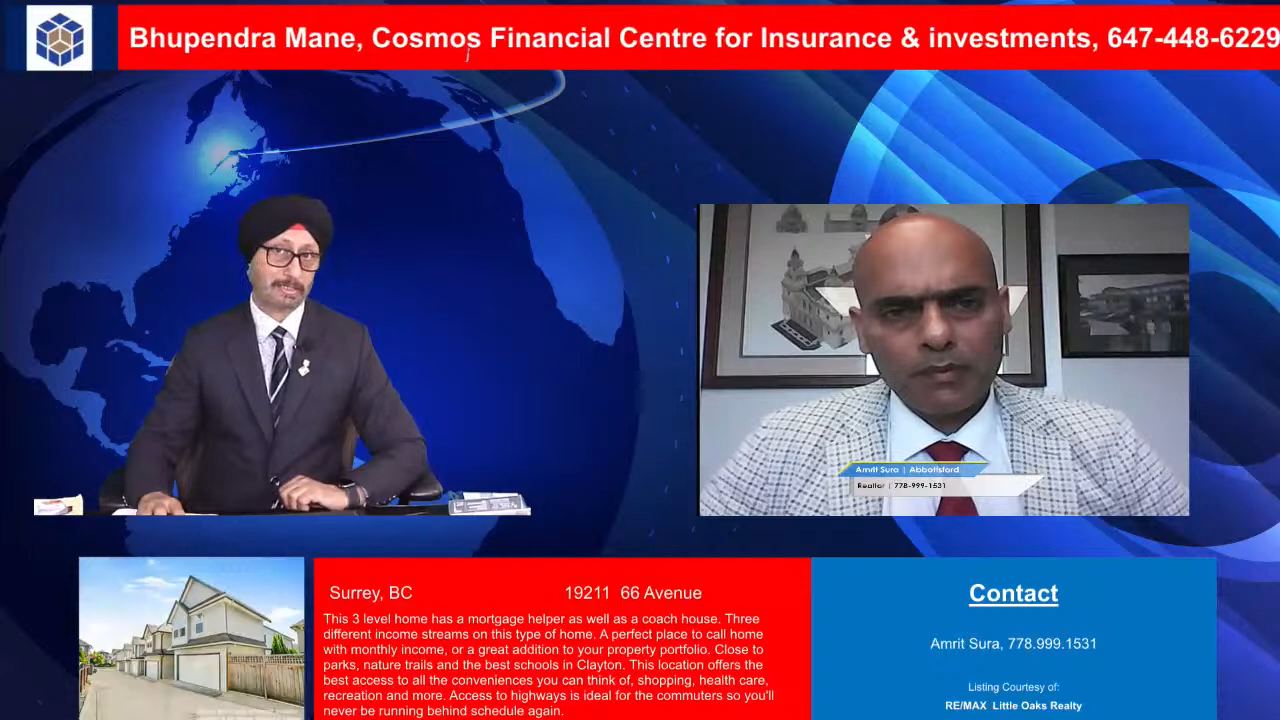 Bhupendra Mane, Cosmos Financial Centre for Insurance & investments, 647-448-6229
Amrit Sura | Abbotsford
Realtor | 778-999-1531
Surrey, BC 19211 66 Avenue
This 3 level home has a mortgage helper as well as a coach house. Three
different income streams on this type of home. A perfect place to call home
with monthly income, or a great addition to your property portfolio. Close to
parks, nature trails and the best schools in Clayton. This location offers the
best access to all the conveniences you can think of, shopping, health care,
recreation and more. Access to highways is ideal for the commuters so you'll
never be running behind schedule again.
Contact
Amrit Sura, 778.999.1531
Listing Courtesy of:
RE/MAX Little Oaks Realty